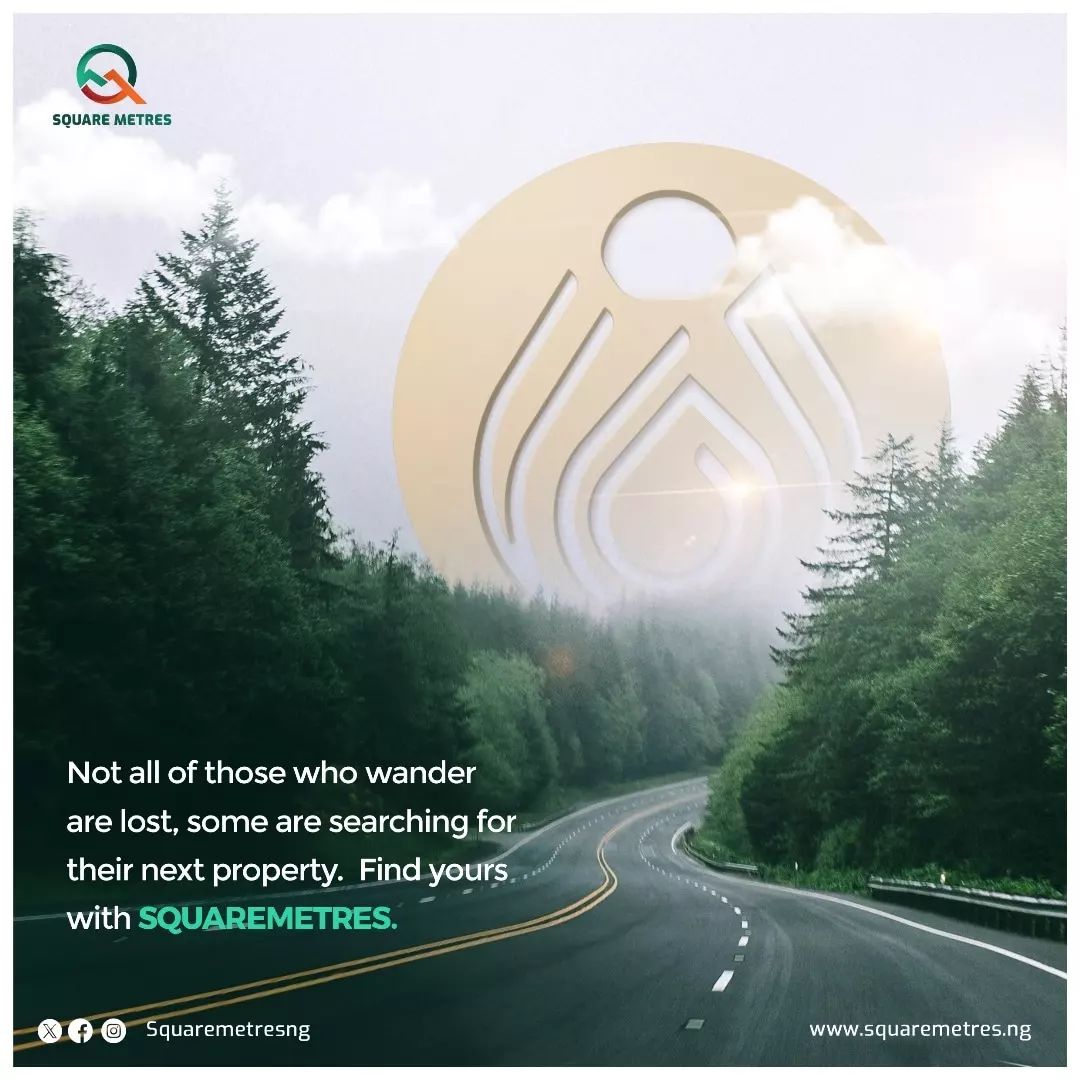 SQUARE METRES
Not all of those who wander
are lost, some are searching for
their next property.  Find yours
with SQUAREMETRES.
Squaremetresng
www.squaremetres.ng